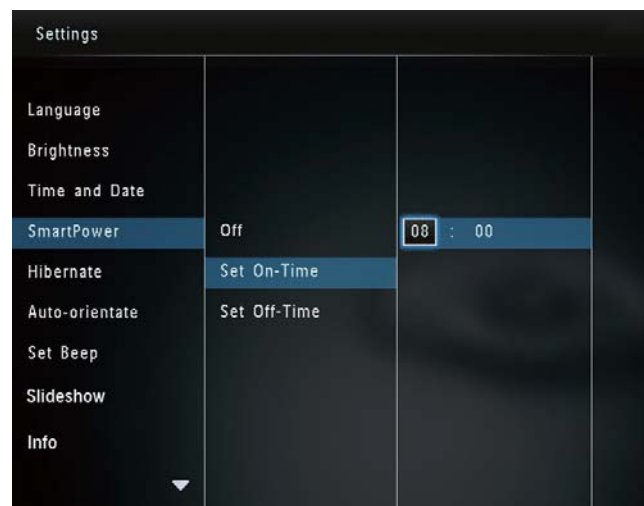 Settings
Language
Brightness
Time and Date
SmartPower
Hibernate
Auto-orientate
Set Beep
Slideshow
Info
Off
Set On-Time
Set Off-Time
08 : 00